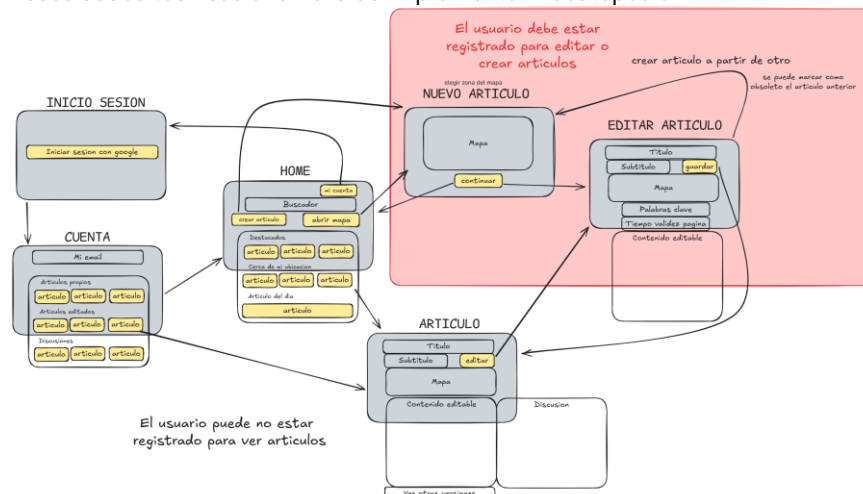 El usuario debe estar
registrado para editar o
crear articulos
crear articulo a partir de otro
se puede marcar como
obsoleto el articulo anterior
elegir zona del mapa
NUEVO ARTICULO
Mapa
continuar
EDITAR ARTICULO
Titulo
Subtitulo
guardar
Mapa
Palabras clave
Tiempo validez pagina
Contenido editable
INICIO SESION
Iniciar sesion con google
HOME
mi cuenta
Buscador
crear articulo
abrir mapa
Destacados
articulo articulo articulo
Cerca de mi ubicacion
articulo articulo articulo
Articulo del dia
articulo
CUENTA
Mi email
Articulos propios
articulo articulo articulo
Articulos editados
articulo articulo articulo
Discusiones
articulo articulo articulo
ARTICULO
Titulo
Subtitulo
editar
Mapa
Contenido editable
Discusion
El usuario puede no estar
registrado para ver articulos
Ver otras versiones